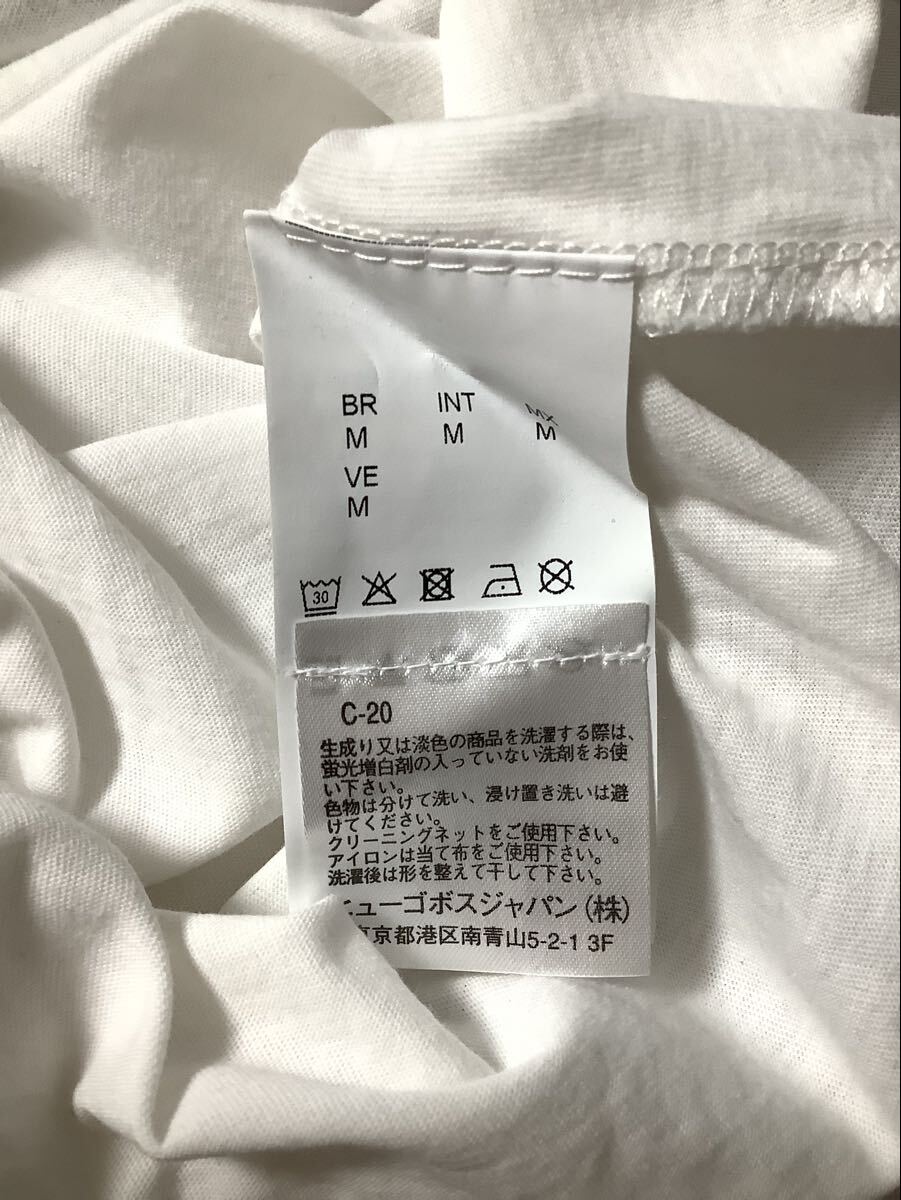 BR INT MX
M M M
VE
M
30
C-20
生成り又は淡色の商品を洗濯する際は、
蛍光増白剤の入っていない洗剤をお使
い下さい。
色物は分けて洗い、浸け置き洗いは避
けてください。
クリーニングネットをご使用下さい。
アイロンは当て布をご使用下さい。
洗濯後は形を整えて干して下さい。
ヒューゴボスジャパン(株)
東京都港区南青山5-2-1 3F